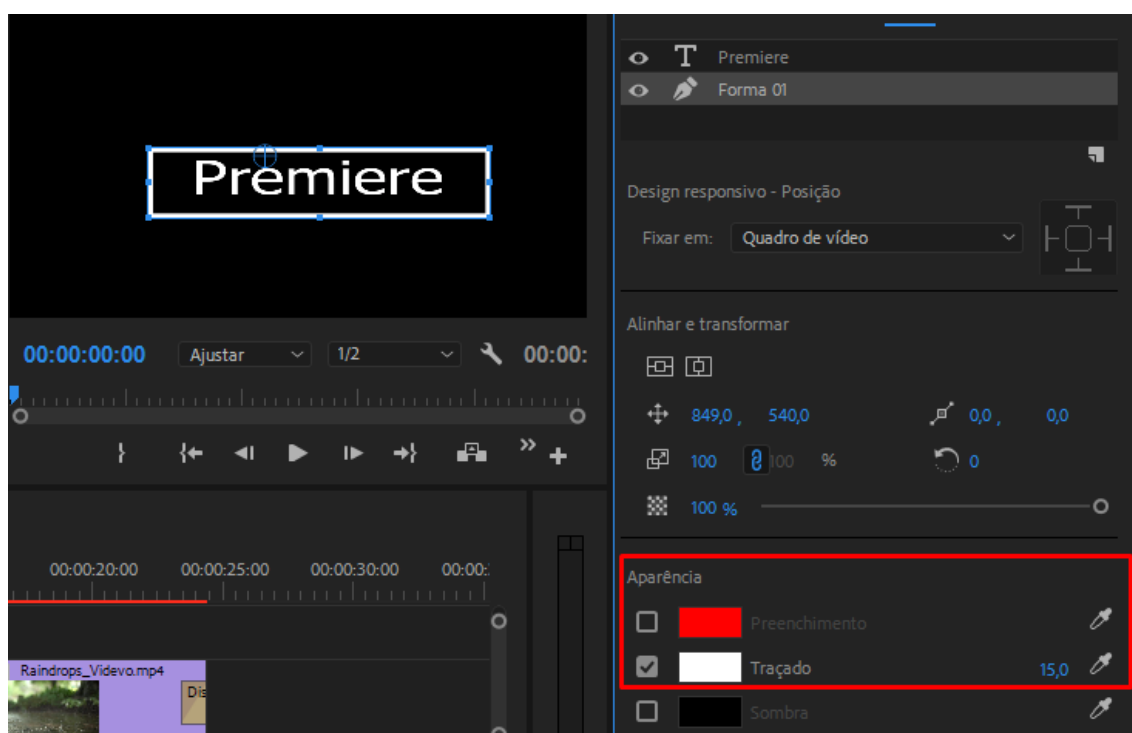 Premiere
00:00:00:00
Ajustar
1/2
00:00:
00:00:20:00 00:00:25:00 00:00:30:00 00:00:
Raindrops_Videvo.mp4
Dis
Premiere
Forma 01
Design responsivo - Posição
Fixar em: Quadro de vídeo
Alinhar e transformar
849,0 , 540,0 0,0 , 0,0
100 100 % 0
100 %
Aparência
Preenchimento
Traçado 15,0
Sombra